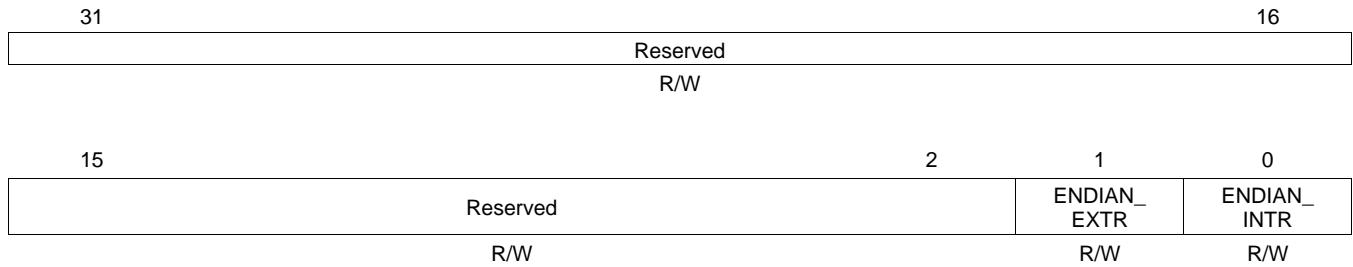 31 16
Reserved
R/W
15 2 1 0
Reserved ENDIAN_ ENDIAN_
EXTR INTR
R/W R/W R/W